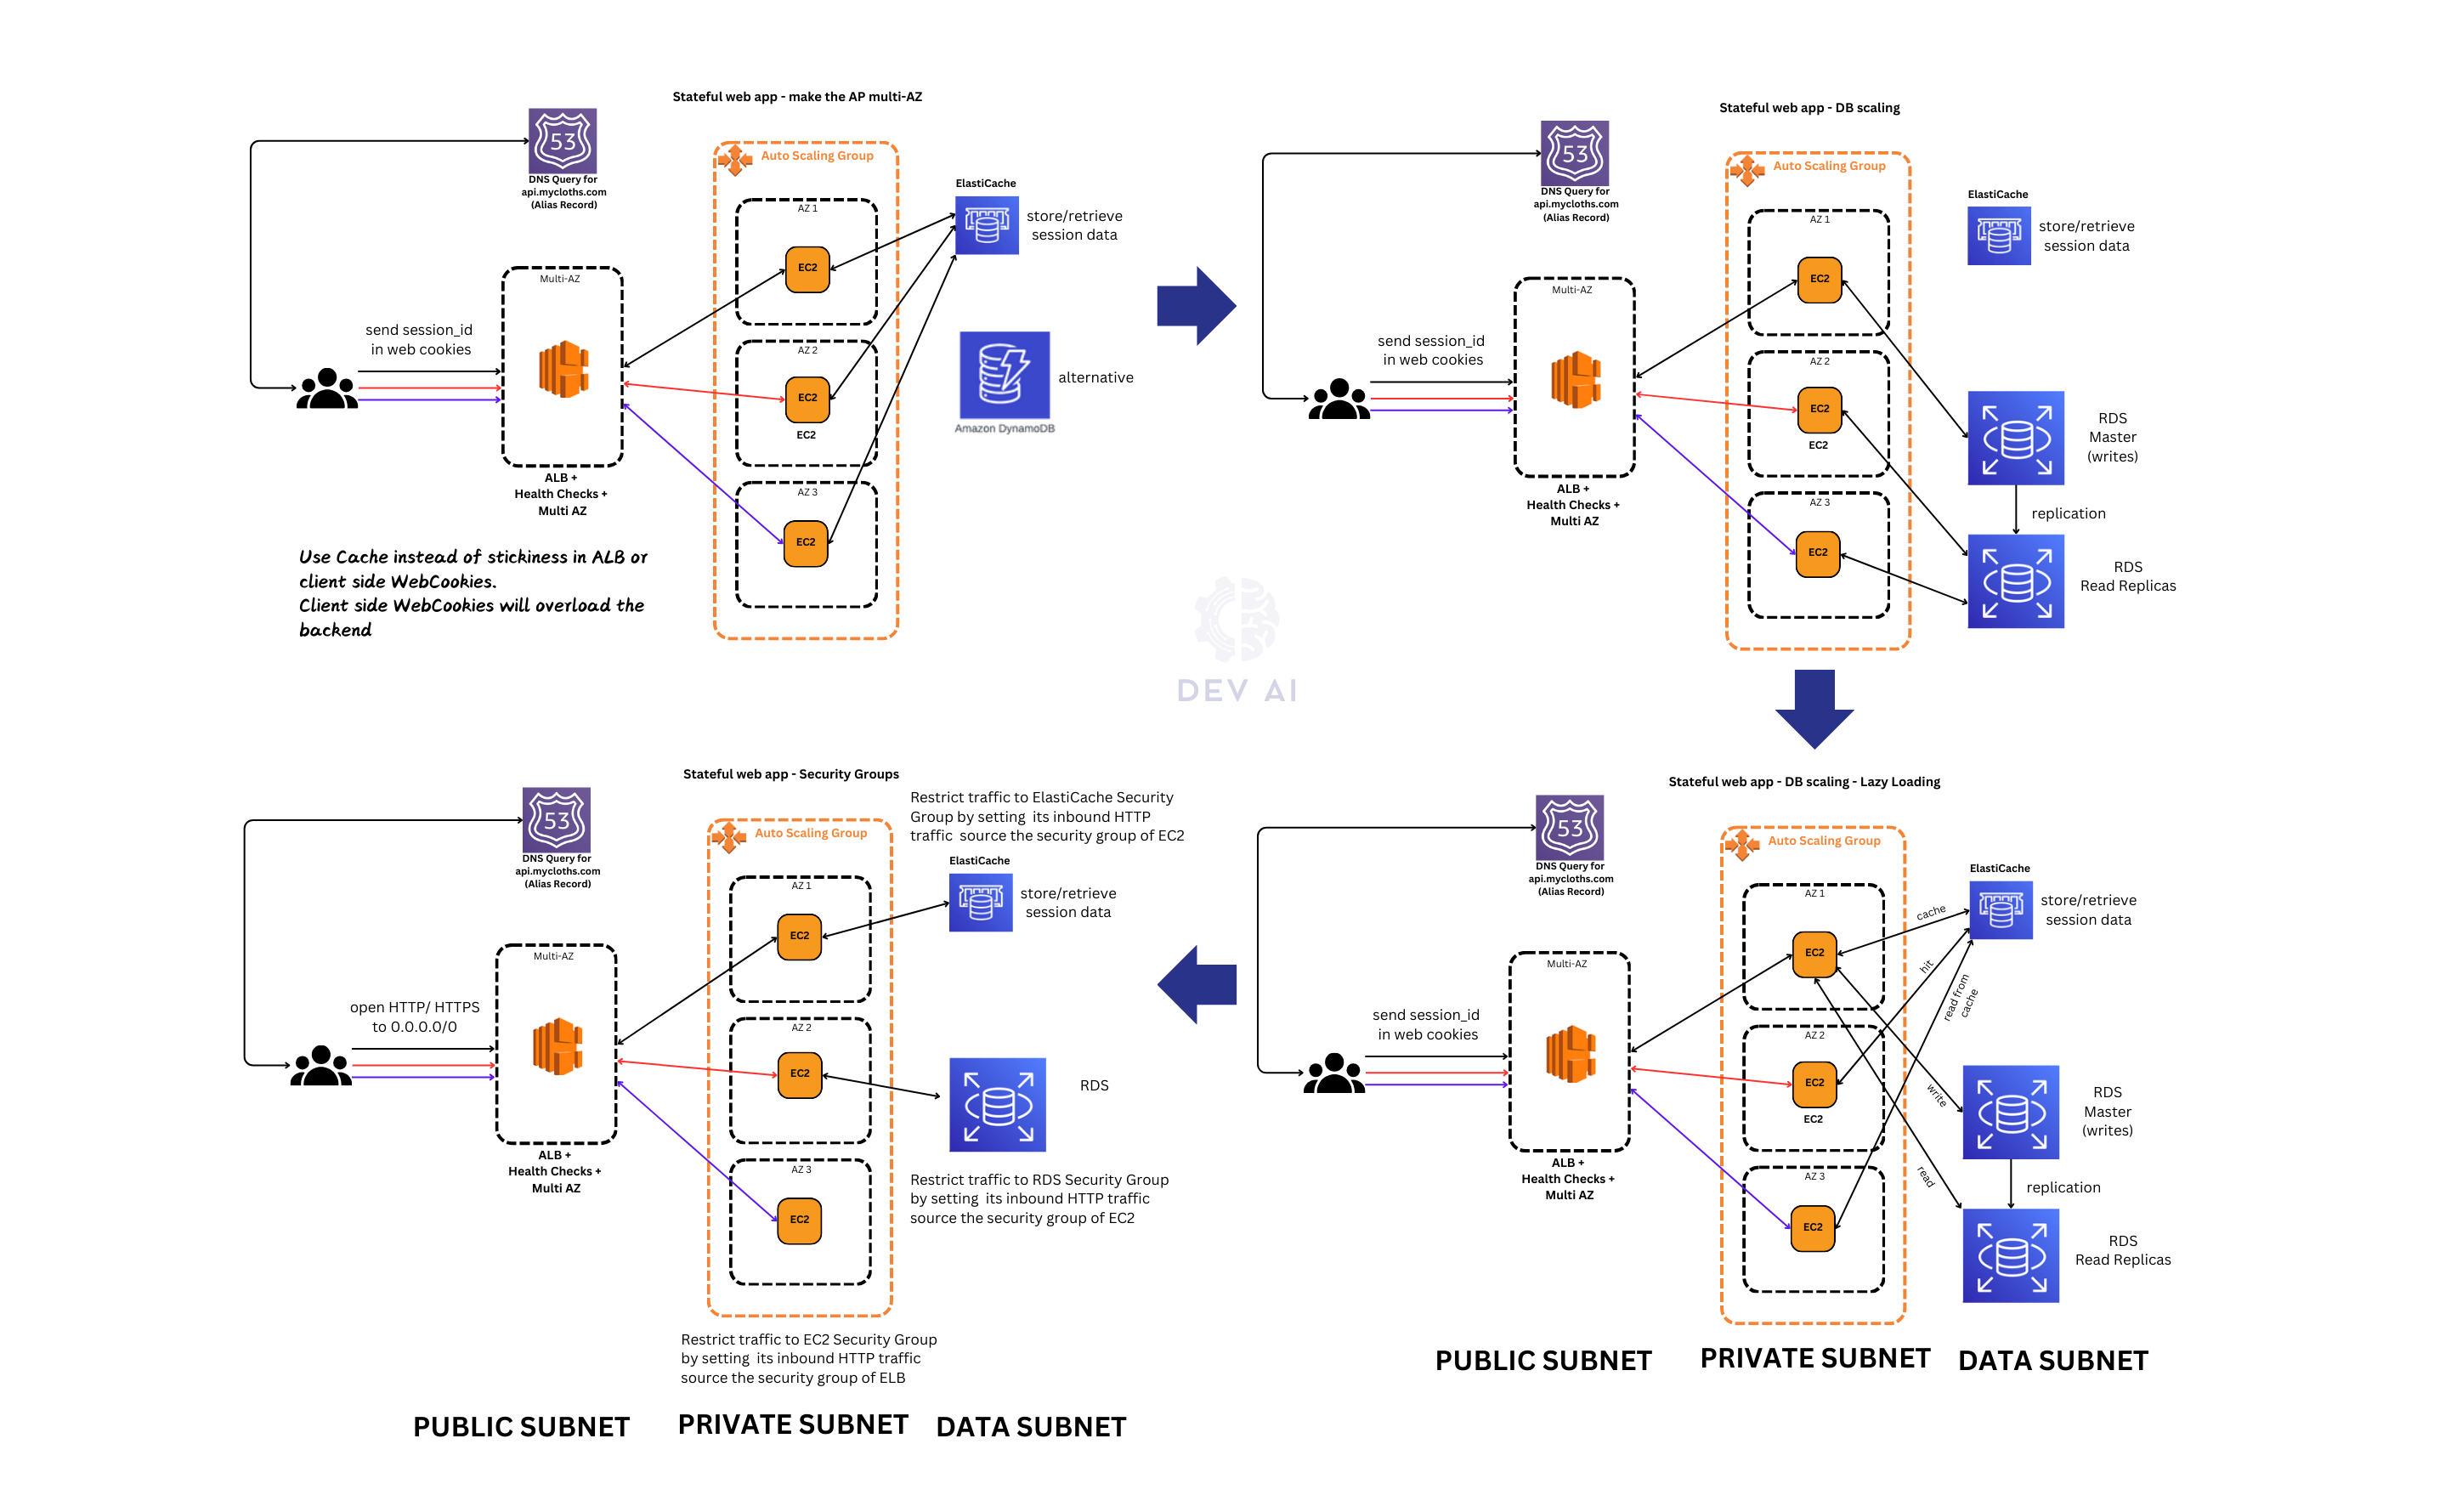 Stateful web app - make the AP multi-AZ
53
DNS Query for
api.mycloths.com
(Alias Record)
Auto Scaling Group
AZ 1
EC2
ElastiCache
store/retrieve
session data
Multi-AZ
send session_id
in web cookies
AZ 2
EC2
EC2
alternative
Amazon DynamoDB
ALB +
Health Checks +
Multi AZ
AZ 3
EC2
Use Cache instead of stickiness in ALB or
client side WebCookies.
Client side WebCookies will overload the
backend
Stateful web app - DB scaling
53
DNS Query for
api.mycloths.com
(Alias Record)
Auto Scaling Group
AZ 1
EC2
ElastiCache
store/retrieve
session data
Multi-AZ
send session_id
in web cookies
AZ 2
EC2
EC2
RDS
Master
(writes)
ALB +
Health Checks +
Multi AZ
AZ 3
EC2
replication
RDS
Read Replicas
DEV AI
Stateful web app - DB scaling - Lazy Loading
53
DNS Query for
api.mycloths.com
(Alias Record)
Auto Scaling Group
AZ 1
EC2
ElastiCache
store/retrieve
session data
cache
hit
read from
cache
Multi-AZ
send session_id
in web cookies
AZ 2
EC2
EC2
write
RDS
Master
(writes)
ALB +
Health Checks +
Multi AZ
AZ 3
EC2
read
replication
RDS
Read Replicas
PUBLIC SUBNET
PRIVATE SUBNET
DATA SUBNET
Stateful web app - Security Groups
53
DNS Query for
api.mycloths.com
(Alias Record)
Auto Scaling Group
Restrict traffic to ElastiCache Security
Group by setting its inbound HTTP
traffic source the security group of EC2
AZ 1
EC2
ElastiCache
store/retrieve
session data
Multi-AZ
open HTTP/ HTTPS
to 0.0.0.0/0
AZ 2
EC2
RDS
ALB +
Health Checks +
Multi AZ
AZ 3
EC2
Restrict traffic to RDS Security Group
by setting its inbound HTTP traffic
source the security group of EC2
Restrict traffic to EC2 Security Group
by setting its inbound HTTP traffic
source the security group of ELB
PUBLIC SUBNET
PRIVATE SUBNET
DATA SUBNET